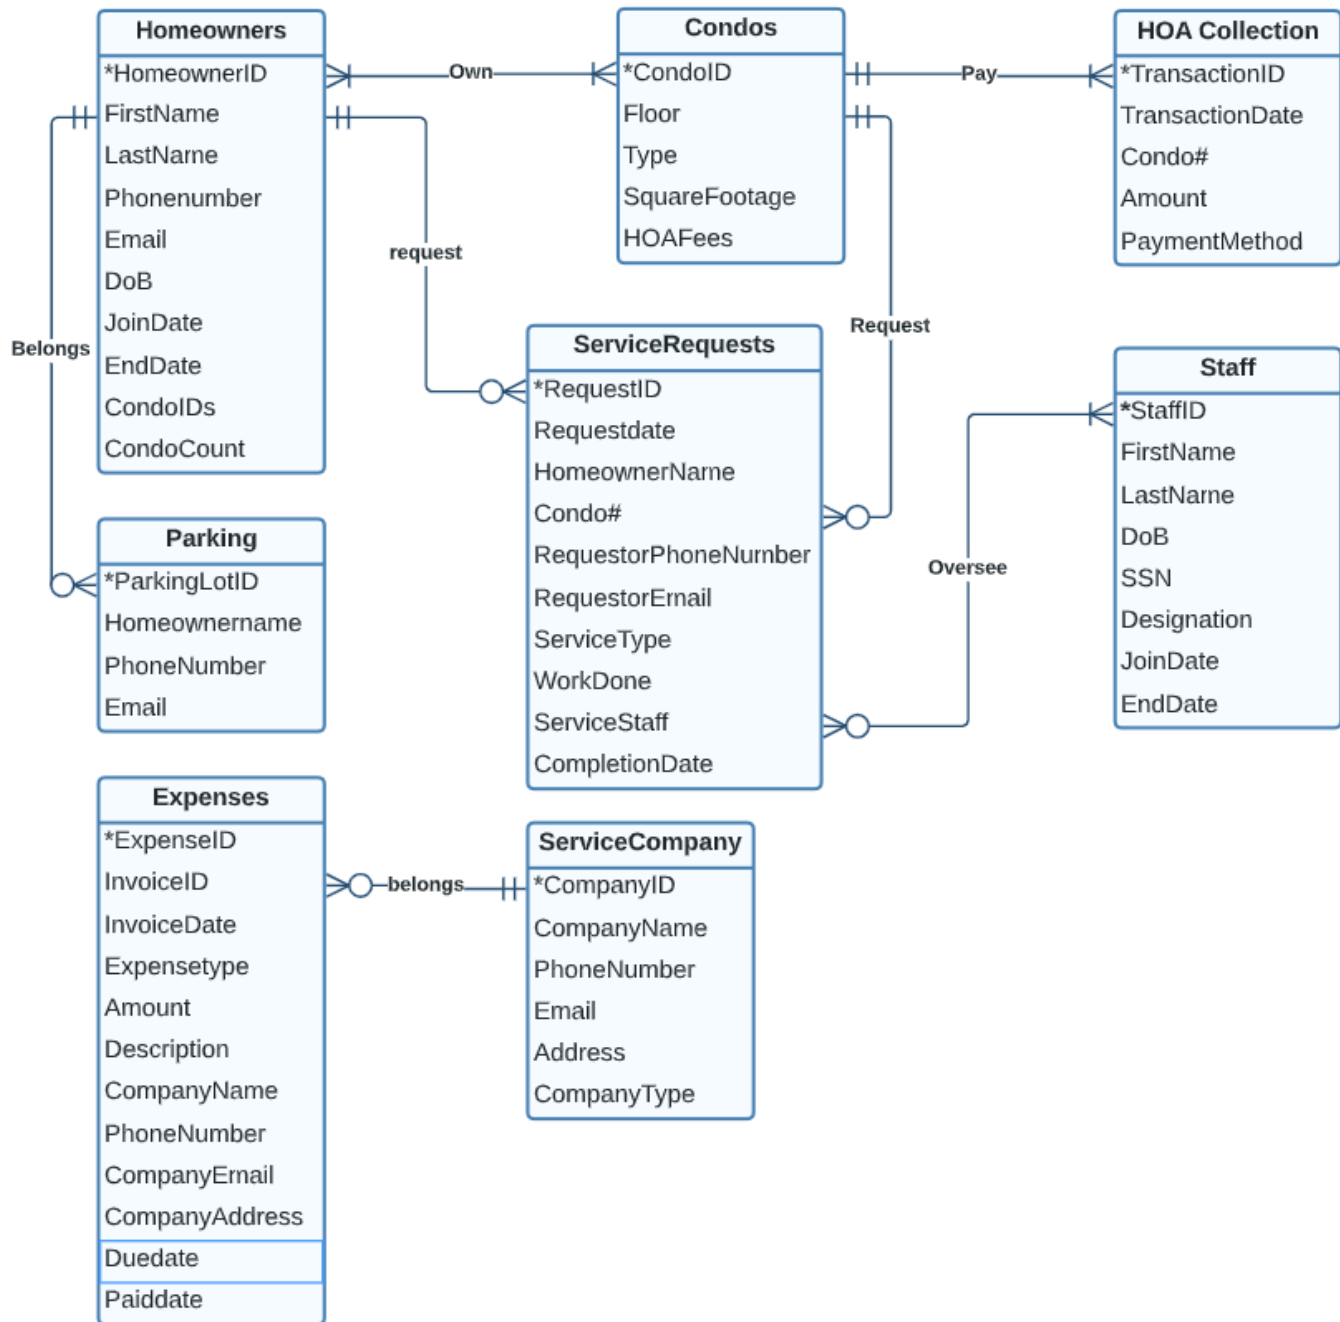 Homeowners
*HomeownerID
FirstName
LastName
Phonenumber
Email
DoB
JoinDate
EndDate
CondoIDs
CondoCount
Own
Condos
*CondoID
Floor
Type
SquareFootage
HOAFees
Pay
HOA Collection
*TransactionID
TransactionDate
Condo#
Amount
PaymentMethod
Belongs
request
Request
Parking
*ParkingLotID
Homeownername
PhoneNumber
Email
ServiceRequests
*RequestID
Requestdate
HomeownerName
Condo#
RequestorPhoneNumber
RequestorEmail
ServiceType
WorkDone
ServiceStaff
CompletionDate
Oversee
Staff
*StaffID
FirstName
LastName
DoB
SSN
Designation
JoinDate
EndDate
Expenses
*ExpenseID
InvoiceID
InvoiceDate
Expensetype
Amount
Description
CompanyName
PhoneNumber
CompanyEmail
CompanyAddress
Duedate
Paiddate
belongs
ServiceCompany
*CompanyID
CompanyName
PhoneNumber
Email
Address
CompanyType